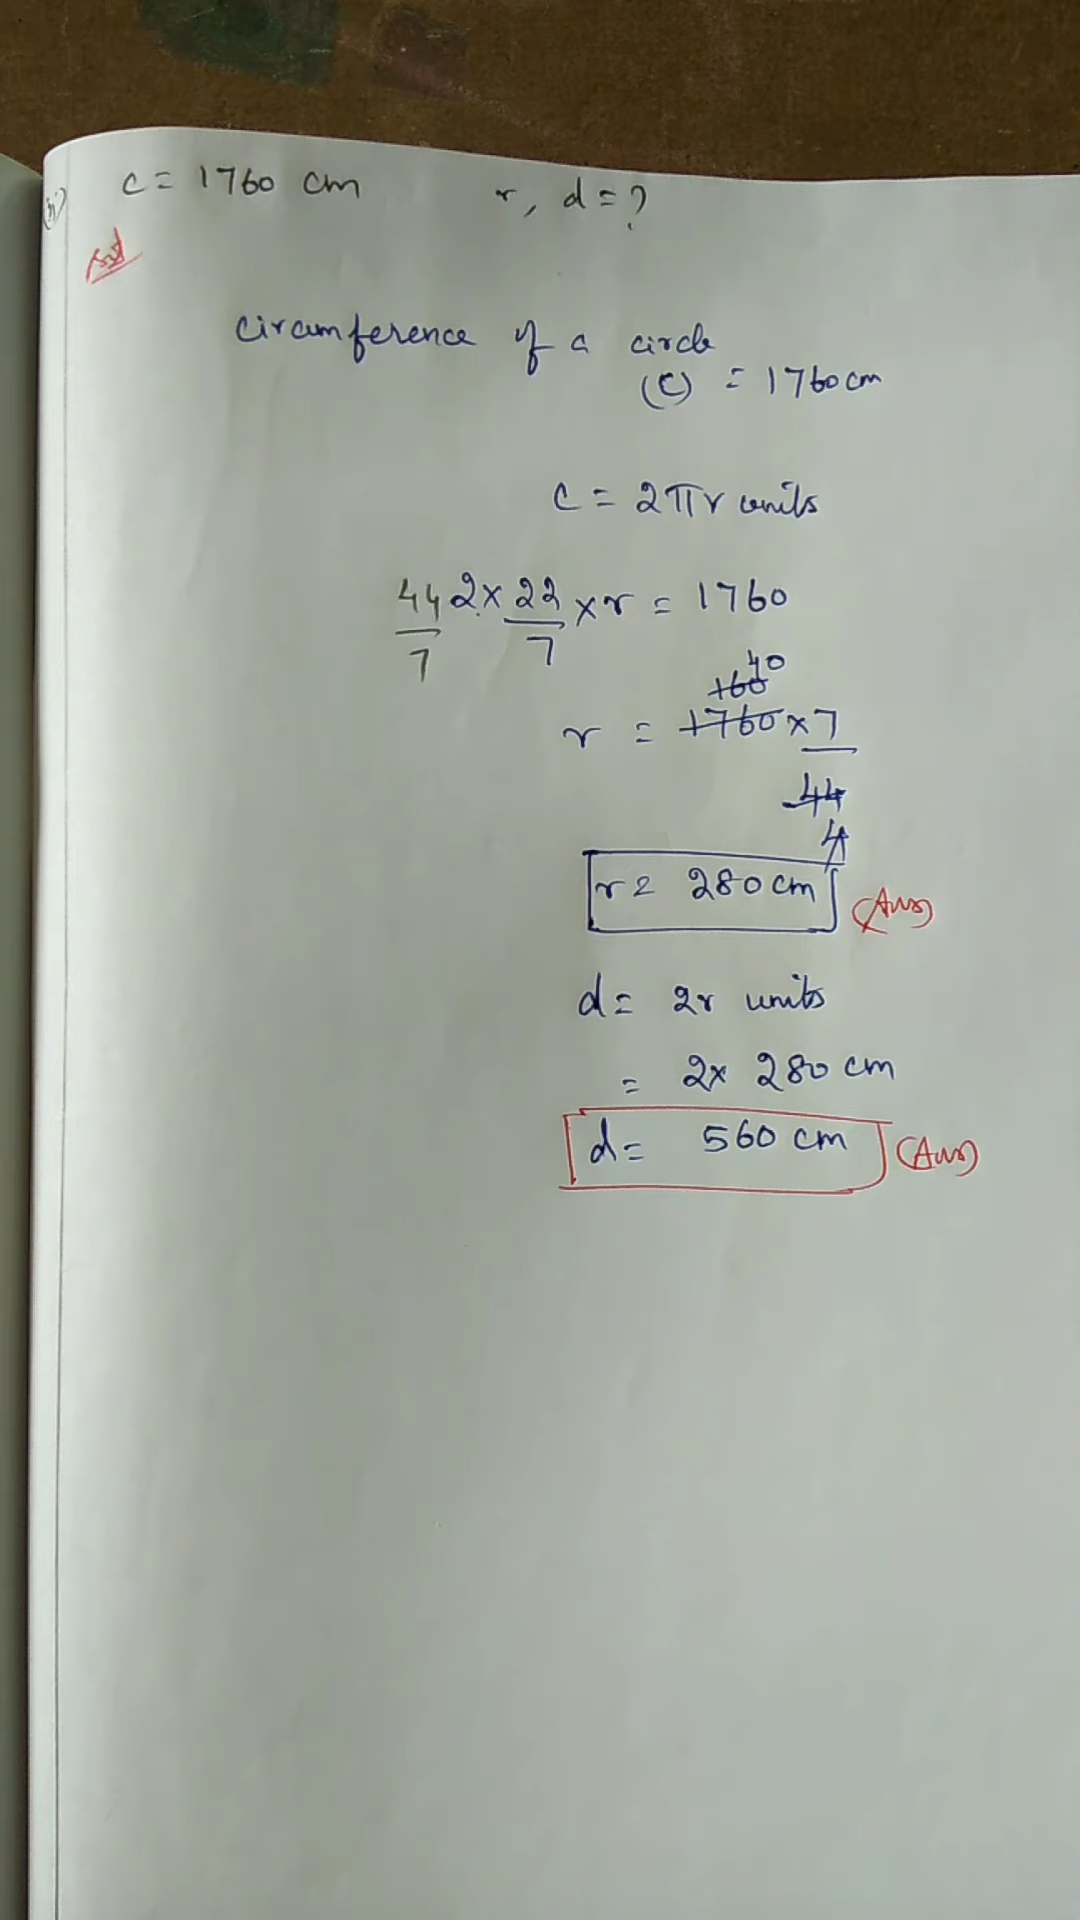 C = 1760 cm r, d = ?
circumference of a circle
(C) = 1760 cm
C = 2πr units
44/7 2 × 22/7 × r = 1760
40
160
r = 1760 × 7
44
4
r = 280 cm (Ans)
d = 2r units
= 2 × 280 cm
d = 560 cm (Ans)